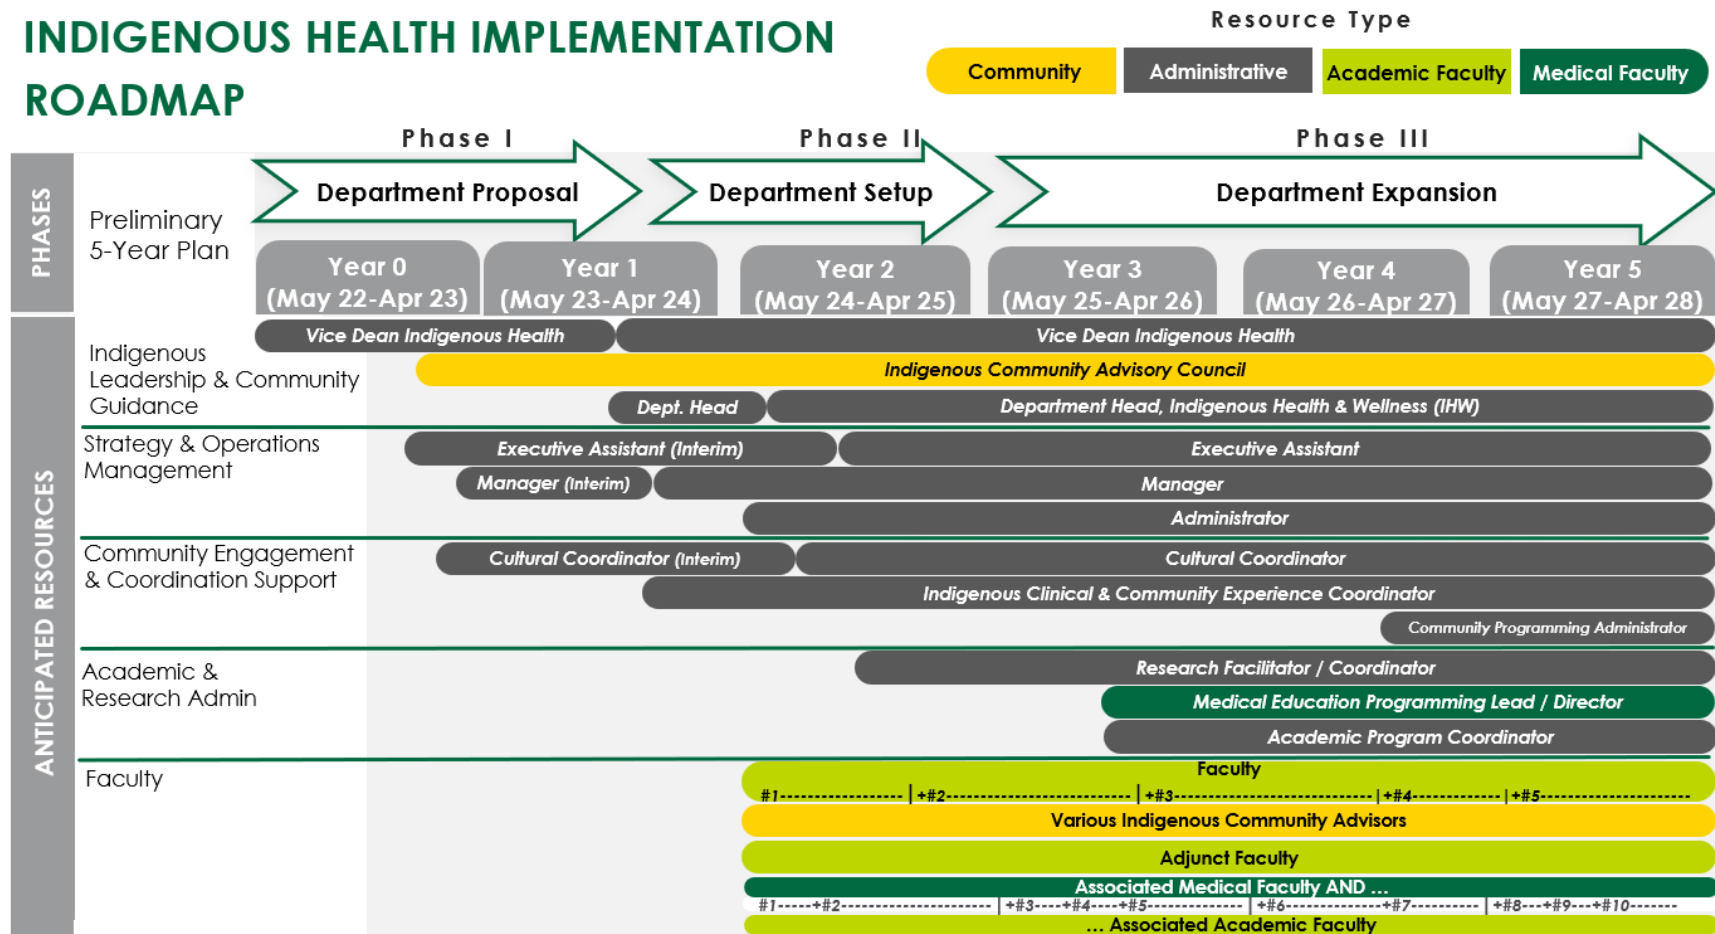 INDIGENOUS HEALTH IMPLEMENTATION
ROADMAP
Resource Type
Community
Administrative
Academic Faculty
Medical Faculty
Phase I
Phase II
Phase III
PHASES
Preliminary
5-Year Plan
Department Proposal
Department Setup
Department Expansion
Year 0
(May 22-Apr 23)
Year 1
(May 23-Apr 24)
Year 2
(May 24-Apr 25)
Year 3
(May 25-Apr 26)
Year 4
(May 26-Apr 27)
Year 5
(May 27-Apr 28)
ANTICIPATED RESOURCES
Indigenous
Leadership & Community
Guidance
Vice Dean Indigenous Health
Vice Dean Indigenous Health
Indigenous Community Advisory Council
Dept. Head
Department Head, Indigenous Health & Wellness (IHW)
Strategy & Operations
Management
Executive Assistant (Interim)
Executive Assistant
Manager (Interim)
Manager
Administrator
Community Engagement
& Coordination Support
Cultural Coordinator (Interim)
Cultural Coordinator
Indigenous Clinical & Community Experience Coordinator
Community Programming Administrator
Academic &
Research Admin
Research Facilitator / Coordinator
Medical Education Programming Lead / Director
Academic Program Coordinator
Faculty
Faculty
#1------------------|+#2---------------------------|+#3-----------------------------|+#4-------------|+#5----------------------
Various Indigenous Community Advisors
Adjunct Faculty
Associated Medical Faculty AND ...
#1-----+#2----------------------|+#3----+#4----+#5--------------|+#6--------------+#7----------|+#8---+#9---+#10-------
... Associated Academic Faculty